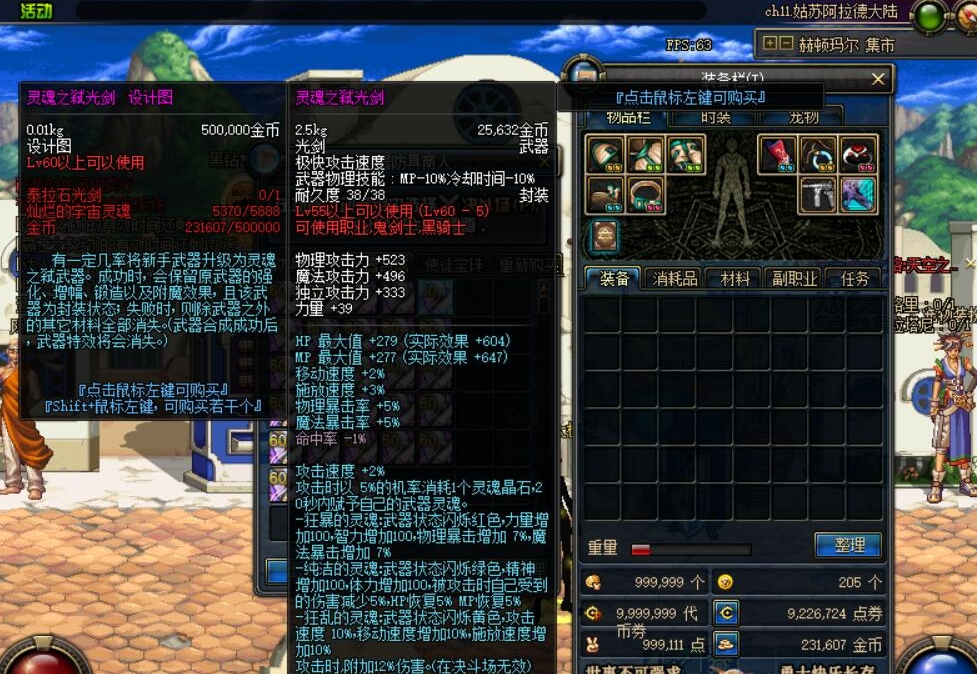 活动
ch11.姑苏阿拉德大陆
FPS:63
赫顿玛尔 集市
灵魂之弑光剑 设计图
0.01kg 500,000金币
设计图
Lv60以上可以使用
泰拉石光剑 0/1
灿烂的宇宙灵魂 5370/5888
金币 231607/500000
有一定几率将新手武器升级为灵魂
之弑武器。成功时, 会保留原武器的强
化、增幅、锻造以及附魔效果, 且该武
器为封装状态, 失败时, 则除武器之外
的其它材料全部消失。(武器合成成功后
, 武器特效将会消失。)
『点击鼠标左键可购买』
『Shift+鼠标左键, 可购买若干个』
灵魂之弑光剑
2.5kg 25,632金币
光剑 武器
极快攻击速度
武器物理技能:MP-10%冷却时间-10%
耐久度 38/38 封装
Lv55以上可以使用(Lv60 - 5)
可使用职业,鬼剑士,黑骑士
物理攻击力 +523
魔法攻击力 +496
独立攻击力 +333
力量 +39
HP 最大值 +279 (实际效果 +604)
MP 最大值 +277 (实际效果 +647)
移动速度 +2%
施放速度 +3%
物理暴击率 +5%
魔法暴击率 +5%
命中率 -1%
攻击速度 +2%
攻击时以 5%的机率消耗1个灵魂晶石,20
秒内赋予自己的武器灵魂。
-狂暴的灵魂:武器状态闪烁红色,力量增
加100,智力增加100,物理暴击增加 7%,魔
法暴击增加 7%
-纯洁的灵魂:武器状态闪烁绿色,精神
增加100,体力增加100,被攻击时自己受到
的伤害减少5%,HP恢复5% MP恢复5%
-狂乱的灵魂:武器状态闪烁黄色,攻击
速度 10%,移动速度增加10%,施放速度增
加10%
攻击时,附加12%伤害。(在决斗场无效)
装备栏(I)
『点击鼠标左键可购买』
物品栏 时装 宠物
装备 消耗品 材料 副职业 任务
重量 整理
999,999 个 205 个
9,999,999 代币券 9,226,724 点券
999,111 点 231,607 金币